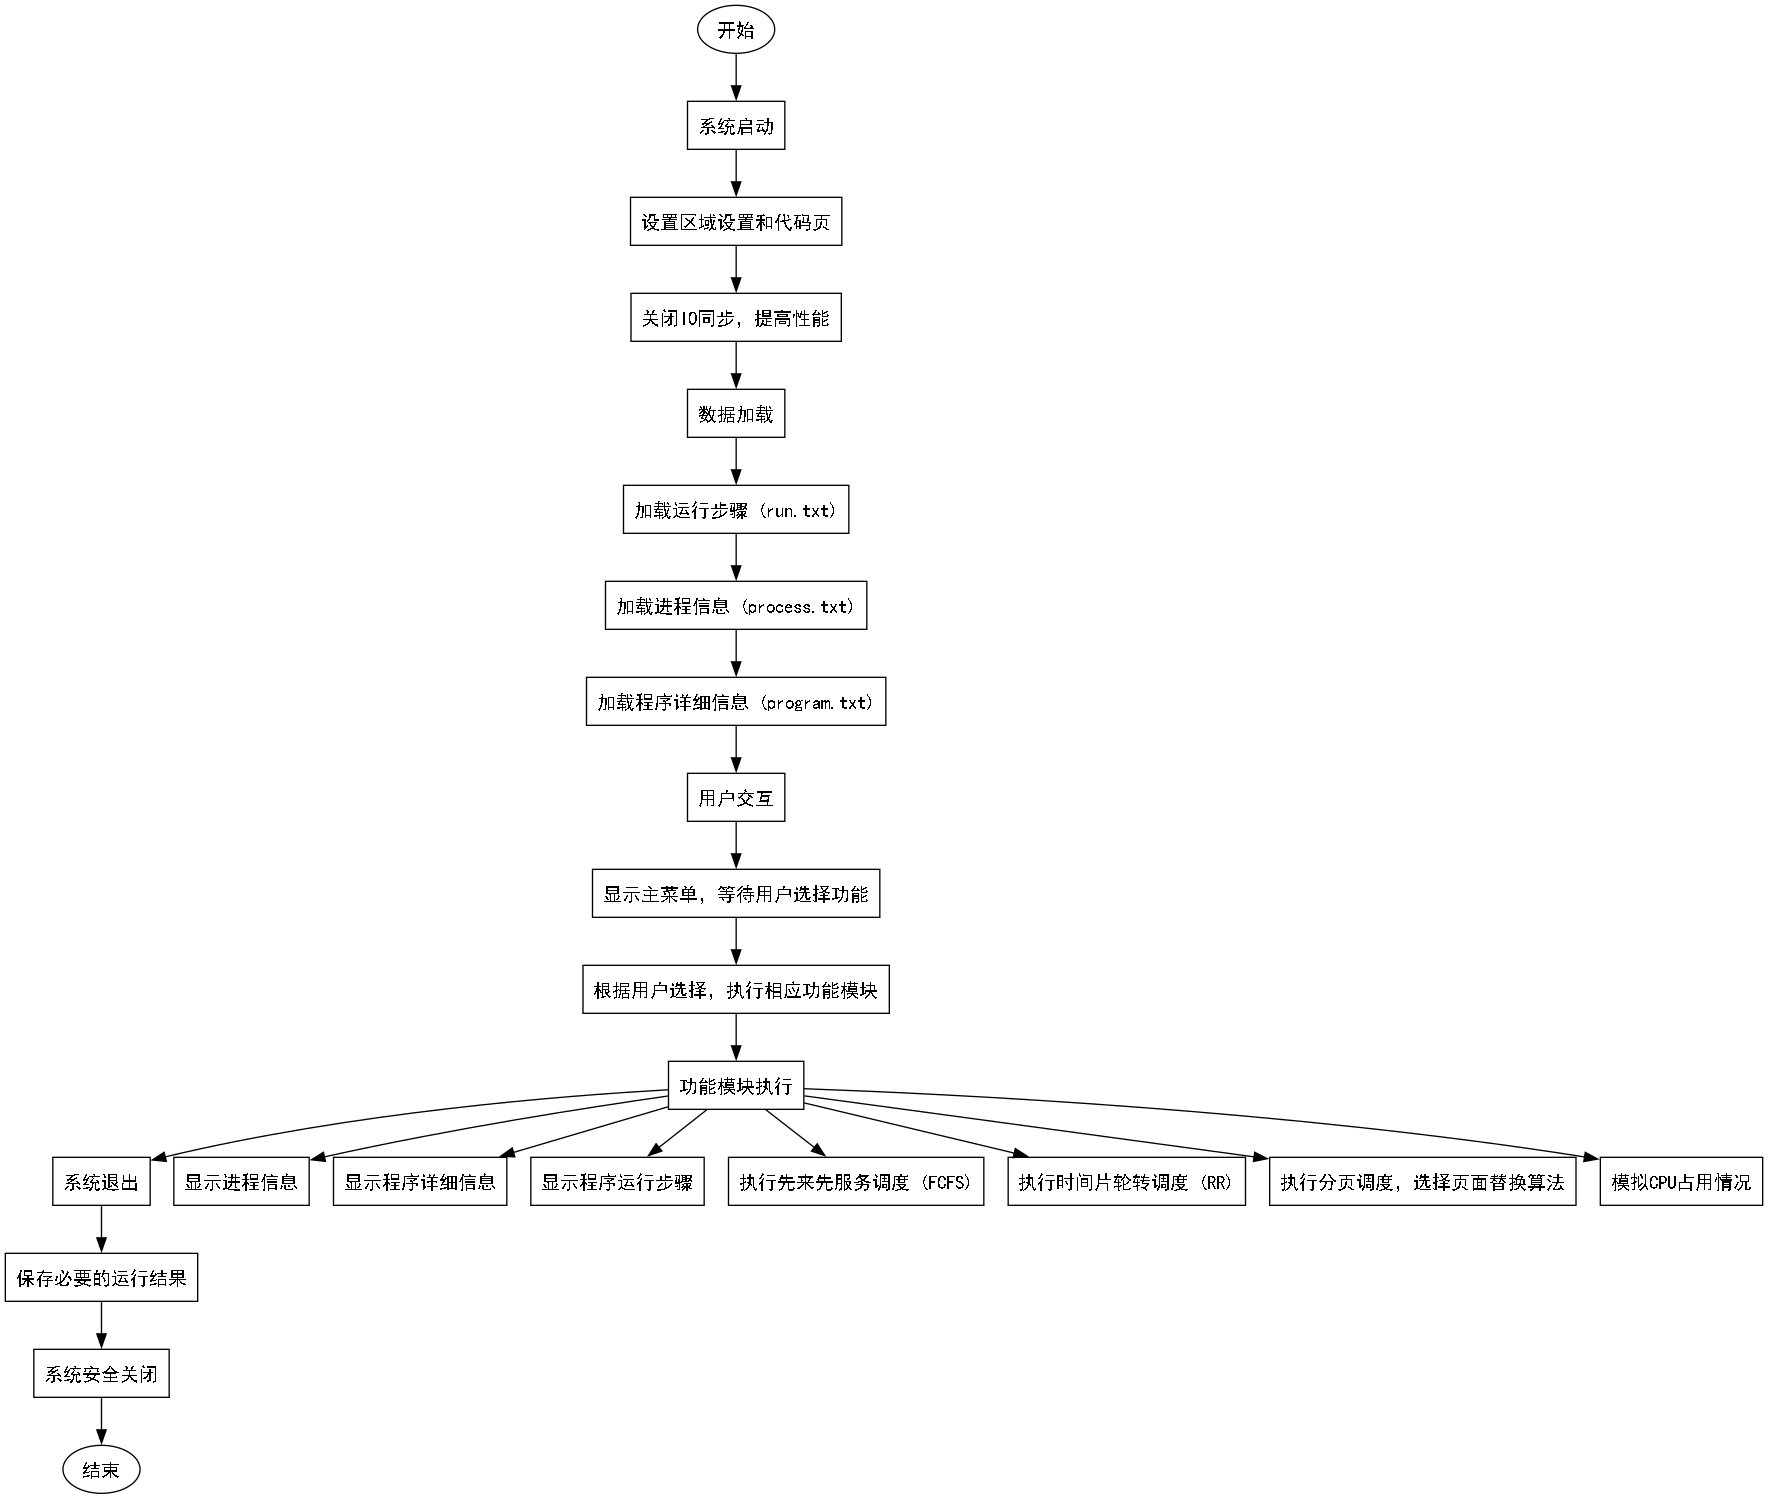 开始
系统启动
设置区域设置和代码页
关闭IO同步，提高性能
数据加载
加载运行步骤 (run.txt)
加载进程信息 (process.txt)
加载程序详细信息 (program.txt)
用户交互
显示主菜单，等待用户选择功能
根据用户选择，执行相应功能模块
功能模块执行
系统退出
显示进程信息
显示程序详细信息
显示程序运行步骤
执行先来先服务调度 (FCFS)
执行时间片轮转调度 (RR)
执行分页调度，选择页面替换算法
模拟CPU占用情况
保存必要的运行结果
系统安全关闭
结束